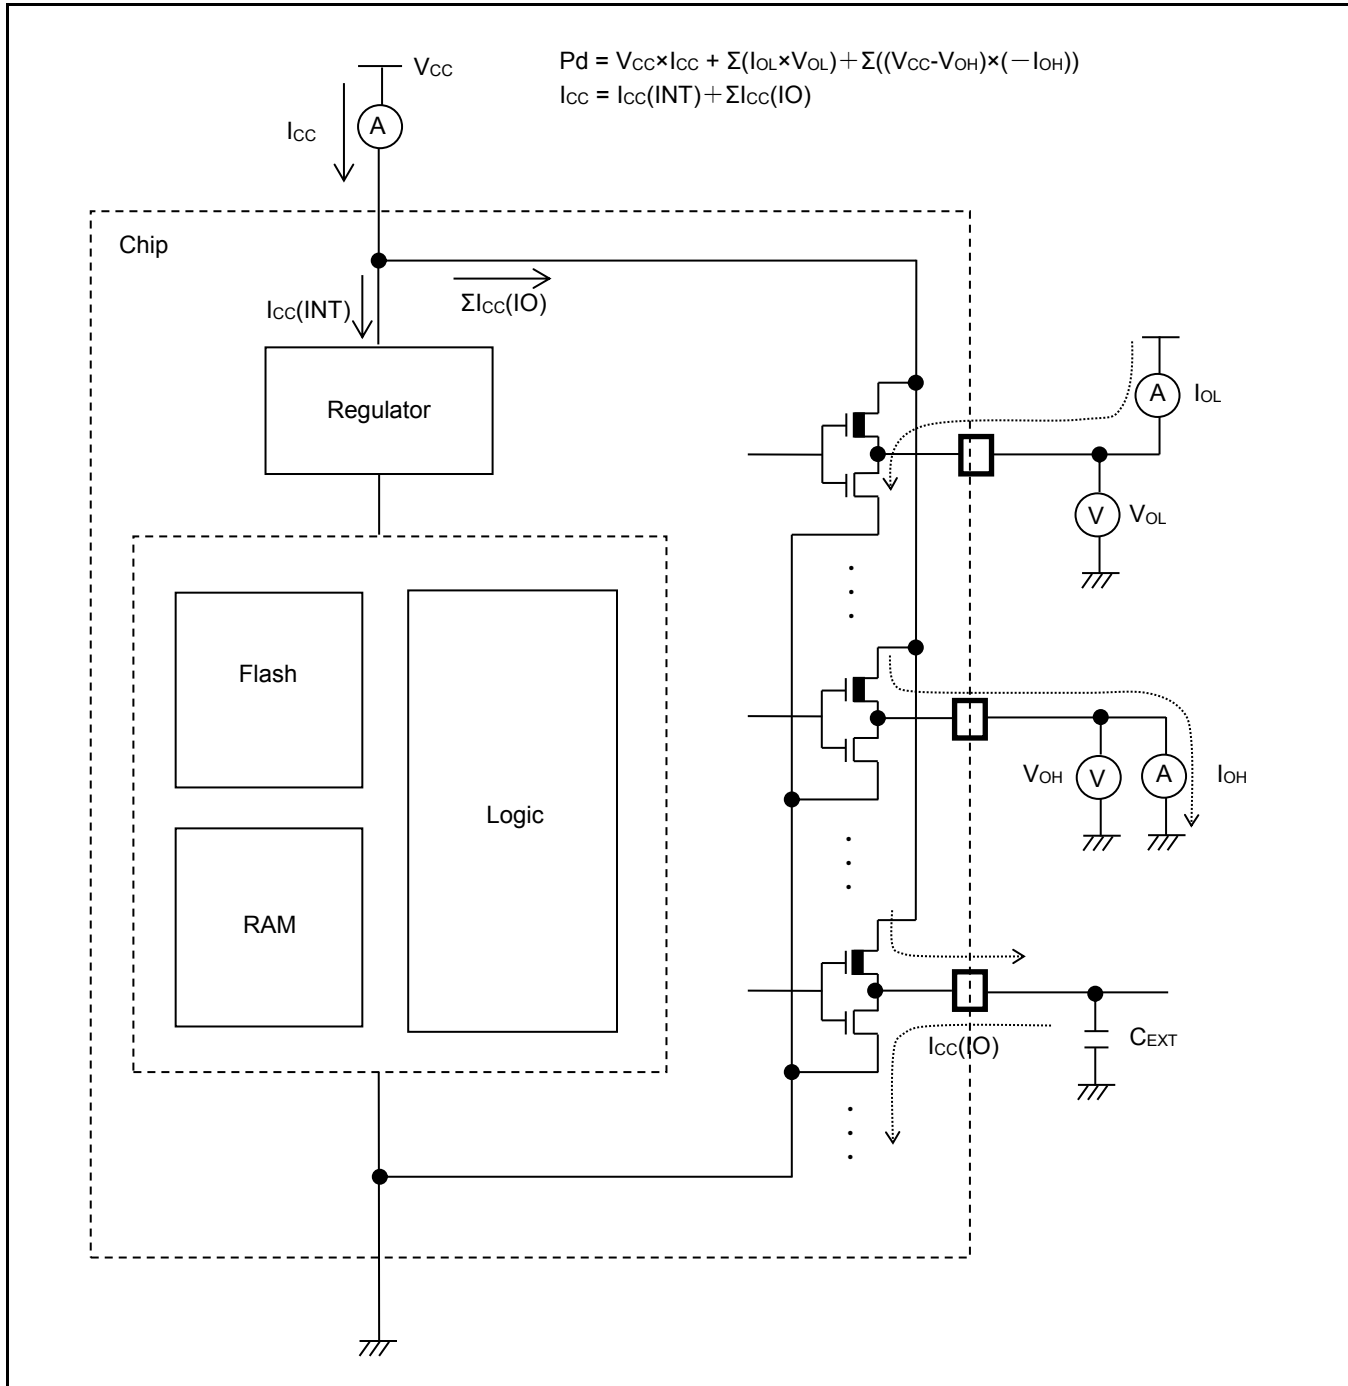 Pd = VCC×ICC + Σ(IOL×VOL)+Σ((VCC-VOH)×(-IOH))
ICC = ICC(INT)+ΣICC(IO)
VCC
A
ICC
Chip
ICC(INT)
ΣICC(IO)
Regulator
A
IOL
V
VOL
Flash
Logic
VOH
V
A
IOH
RAM
ICC(IO)
CEXT